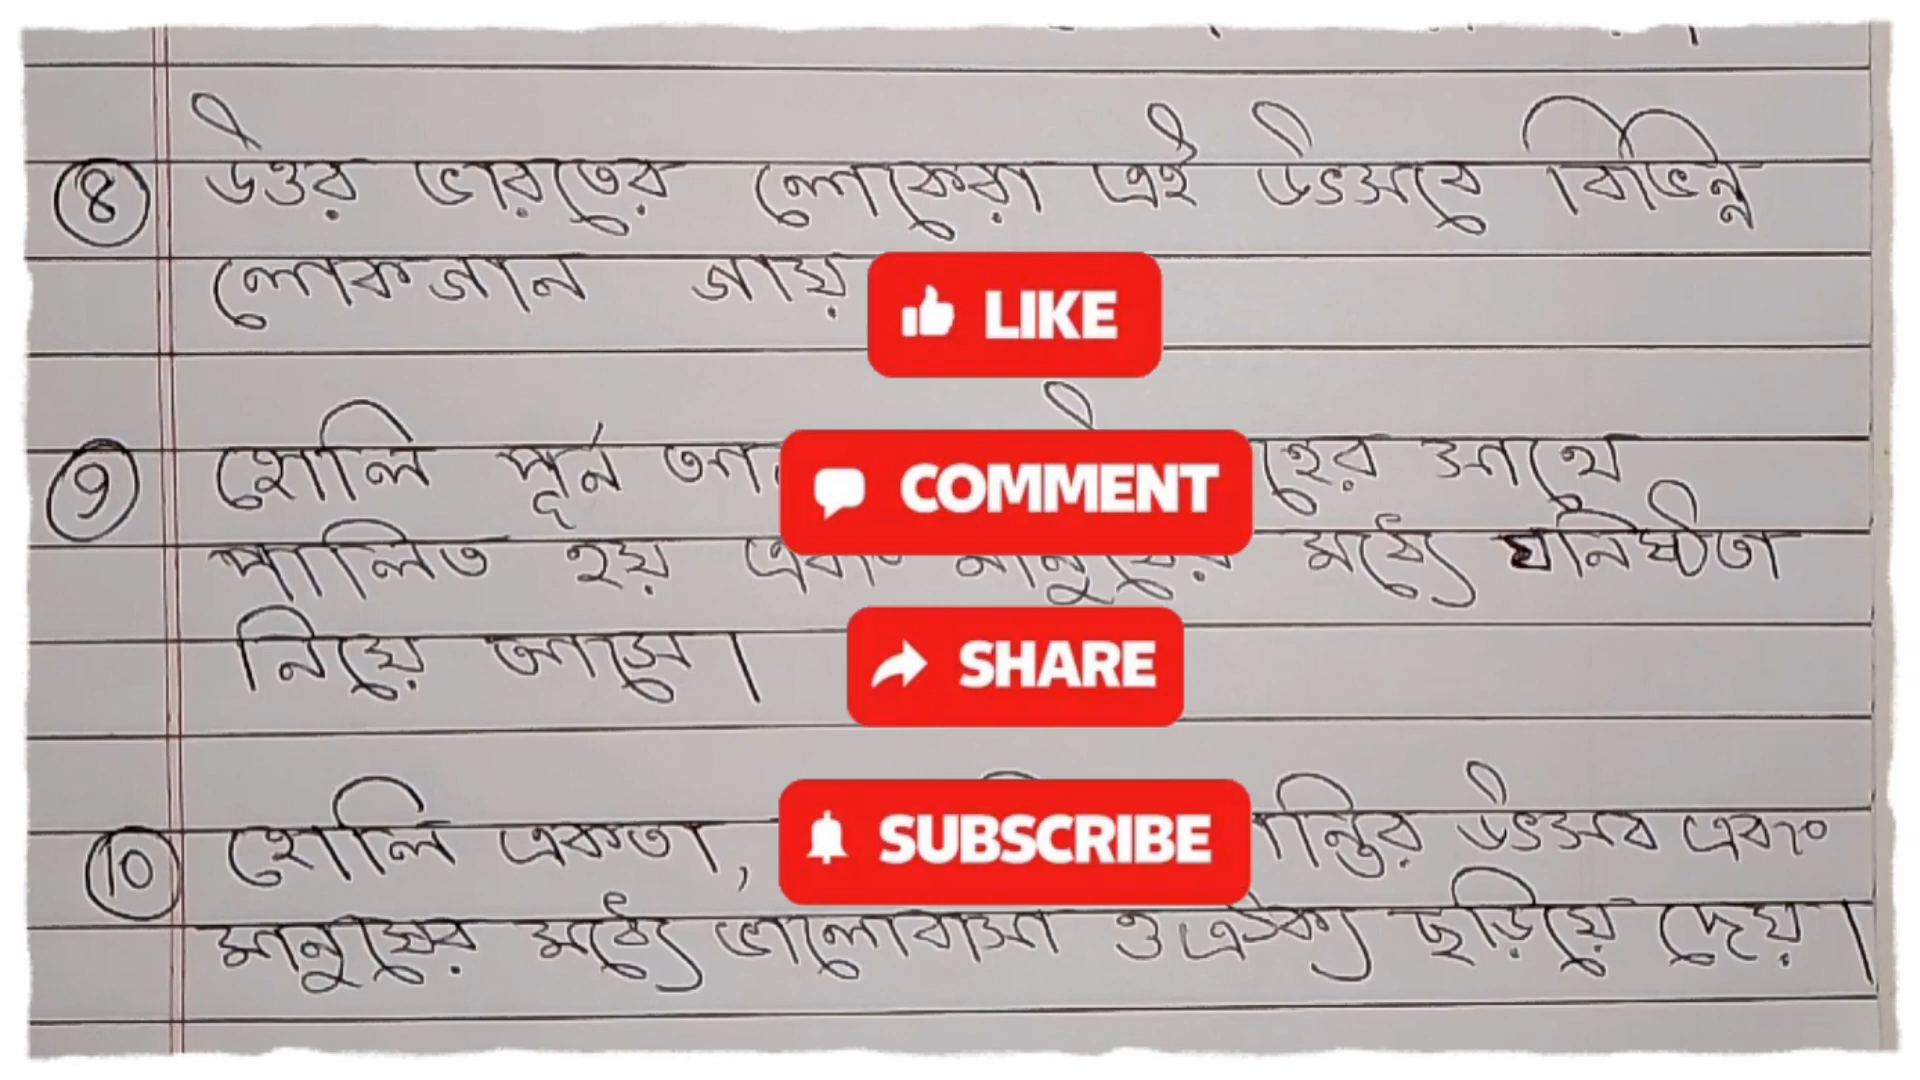 8 উত্তর ভারতের লোকেরা এই উৎসবে বিভিন্ন
লোকগান গায়
LIKE
9 হোলি পূর্ন সাথে
COMMENT
পালিত হয় এবং মানুষের মধ্যে ঘনিষ্ঠতা
নিয়ে আসে।
SHARE
10 হোলি একতা, উৎসব এবং
SUBSCRIBE
মানুষের মধ্যে ভালোবাসা ও ঐক্য ছড়িয়ে দেয়।